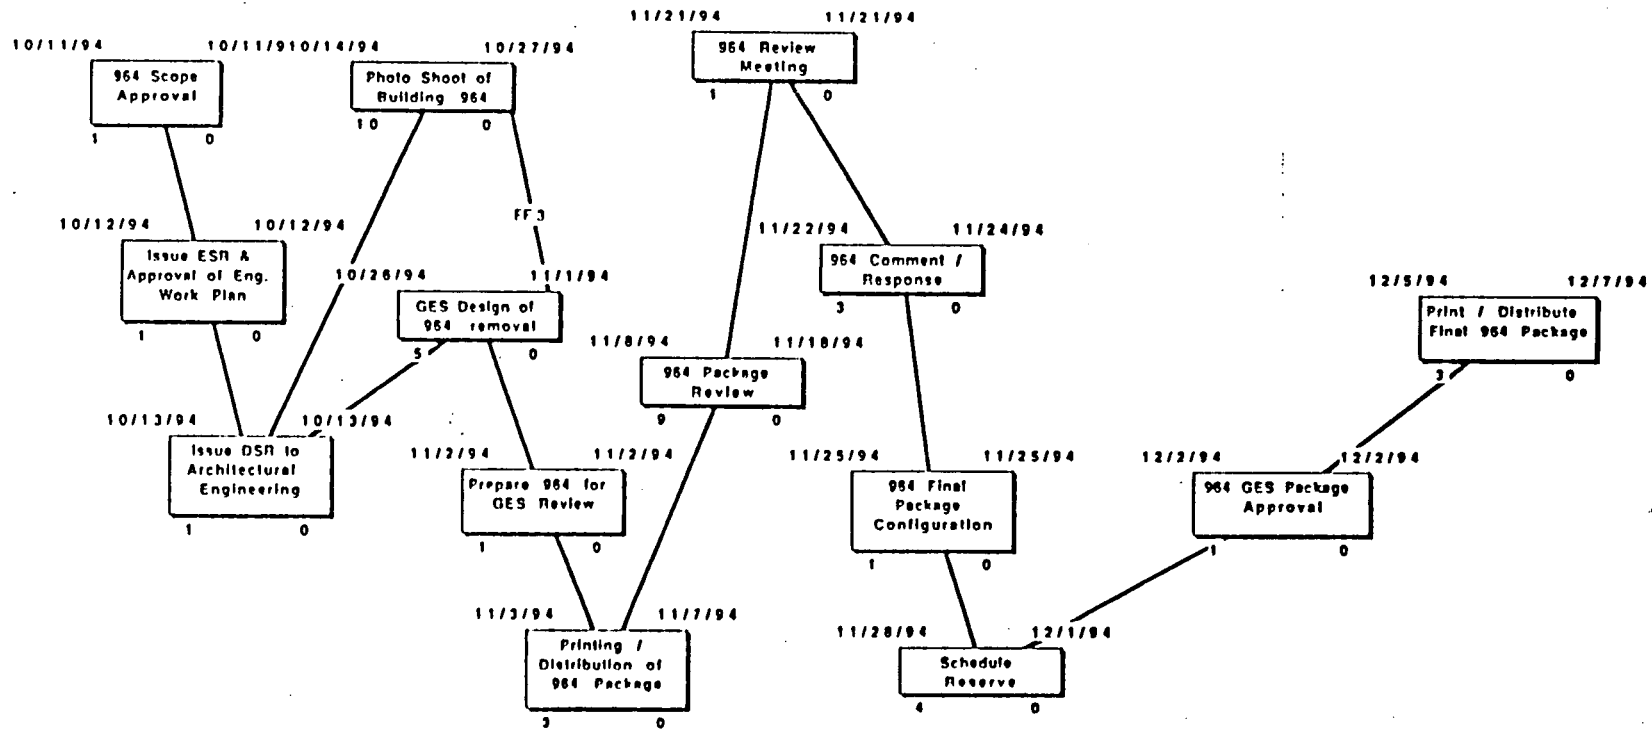 11/21/94 11/21/94
964 Review
Meeting
1 0
10/11/94 10/11/9
964 Scope
Approval
1 0
10/14/94 10/27/94
Photo Shoot of
Building 964
10 0
FF3
10/12/94 10/12/94
Issue ESR &
Approval of Eng.
Work Plan
1 0
10/26/94 11/1/94
GES Design of
964 removal
5 0
11/22/94 11/24/94
964 Comment /
Response
3 0
12/5/94 12/7/94
Print / Distribute
Final 964 Package
3 0
11/8/94 11/18/94
964 Package
Review
9 0
10/13/94 10/13/94
Issue DSR to
Architectural
Engineering
1 0
11/2/94 11/2/94
Prepare 964 for
GES Review
1 0
11/25/94 11/25/94
964 Final
Package
Configuration
1 0
12/2/94 12/2/94
964 GES Package
Approval
1 0
11/3/94 11/7/94
Printing /
Distribution of
964 Package
3 0
11/28/94 12/1/94
Schedule
Reserve
4 0